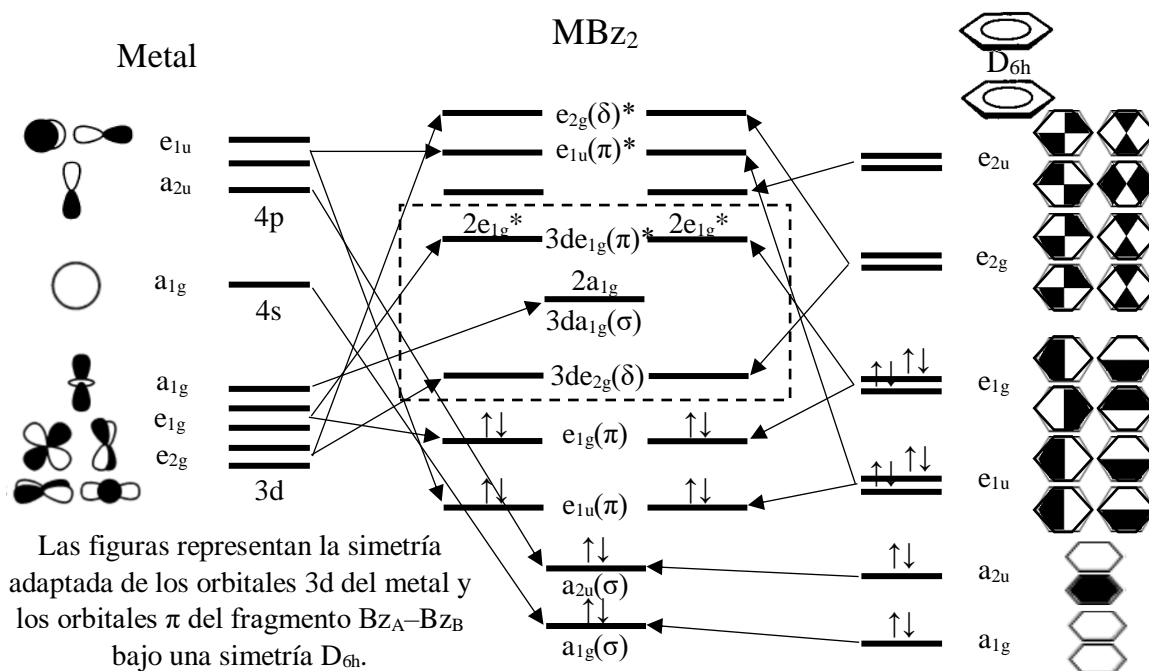 MBz₂
Metal
D₆ₕ
e₁ᵤ
a₂ᵤ
4p
a₁g
4s
a₁g
e₁g
e₂g
3d
e₂g(δ)*
e₁ᵤ(π)*
2e₁g* 3de₁g(π)* 2e₁g*
2a₁g
3da₁g(σ)
3de₂g(δ)
↑↓ e₁g(π) ↑↓
↑↓ e₁ᵤ(π) ↑↓
↑↓
a₂ᵤ(σ)
↑↓
a₁g(σ)
e₂ᵤ
e₂g
↑↓ ↑↓ e₁g
↑↓ ↑↓ e₁ᵤ
↑↓ a₂ᵤ
↑↓ a₁g
Las figuras representan la simetría
adaptada de los orbitales 3d del metal y
los orbitales π del fragmento Bz_A–Bz_B
bajo una simetría D₆ₕ.